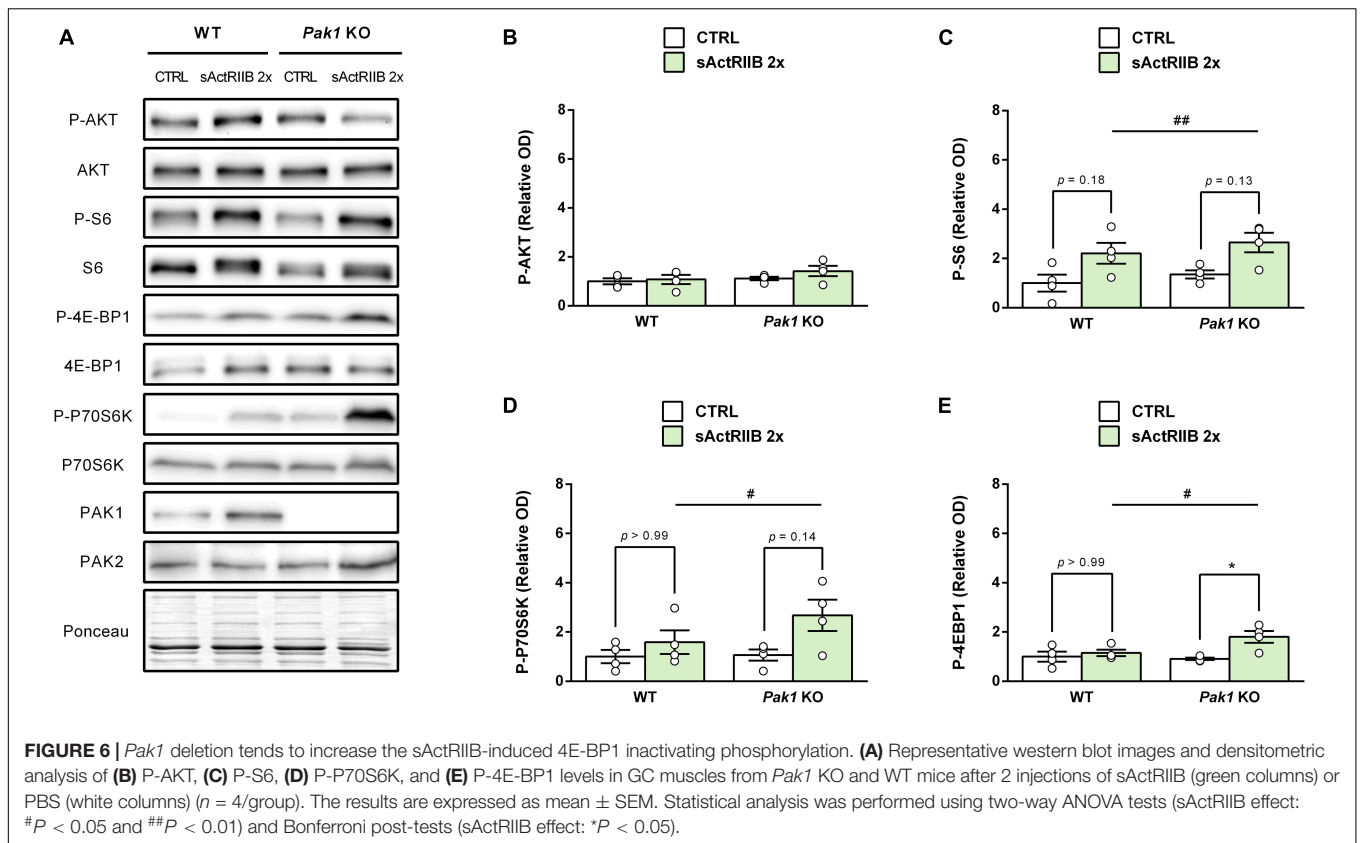 A
WT Pak1 KO
CTRL sActRIIB 2x CTRL sActRIIB 2x
P-AKT
AKT
P-S6
S6
P-4E-BP1
4E-BP1
P-P70S6K
P70S6K
PAK1
PAK2
Ponceau
B
CTRL
sActRIIB 2x
P-AKT (Relative OD)
8
6
4
2
0
WT Pak1 KO
C
CTRL
sActRIIB 2x
P-S6 (Relative OD)
8
6
4
2
0
##
p = 0.18 p = 0.13
WT Pak1 KO
D
CTRL
sActRIIB 2x
P-P70S6K (Relative OD)
8
6
4
2
0
#
p > 0.99 p = 0.14
WT Pak1 KO
E
CTRL
sActRIIB 2x
P-4EBP1 (Relative OD)
8
6
4
2
0
#
p > 0.99 *
WT Pak1 KO
FIGURE 6 | Pak1 deletion tends to increase the sActRIIB-induced 4E-BP1 inactivating phosphorylation. (A) Representative western blot images and densitometric
analysis of (B) P-AKT, (C) P-S6, (D) P-P70S6K, and (E) P-4E-BP1 levels in GC muscles from Pak1 KO and WT mice after 2 injections of sActRIIB (green columns) or
PBS (white columns) (n = 4/group). The results are expressed as mean ± SEM. Statistical analysis was performed using two-way ANOVA tests (sActRIIB effect:
#P < 0.05 and ##P < 0.01) and Bonferroni post-tests (sActRIIB effect: *P < 0.05).